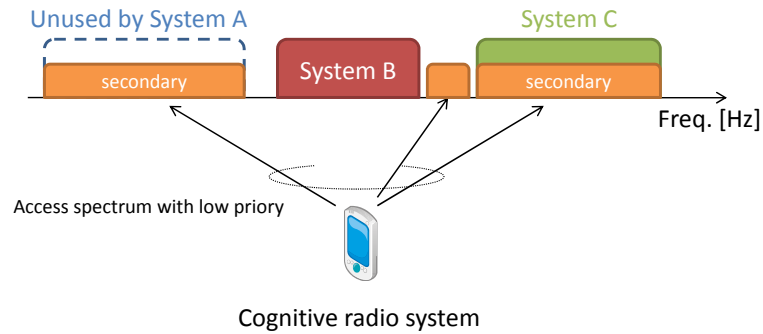 Unused by System A
System C
secondary
System B
secondary
Freq. [Hz]
Access spectrum with low priory
Cognitive radio system